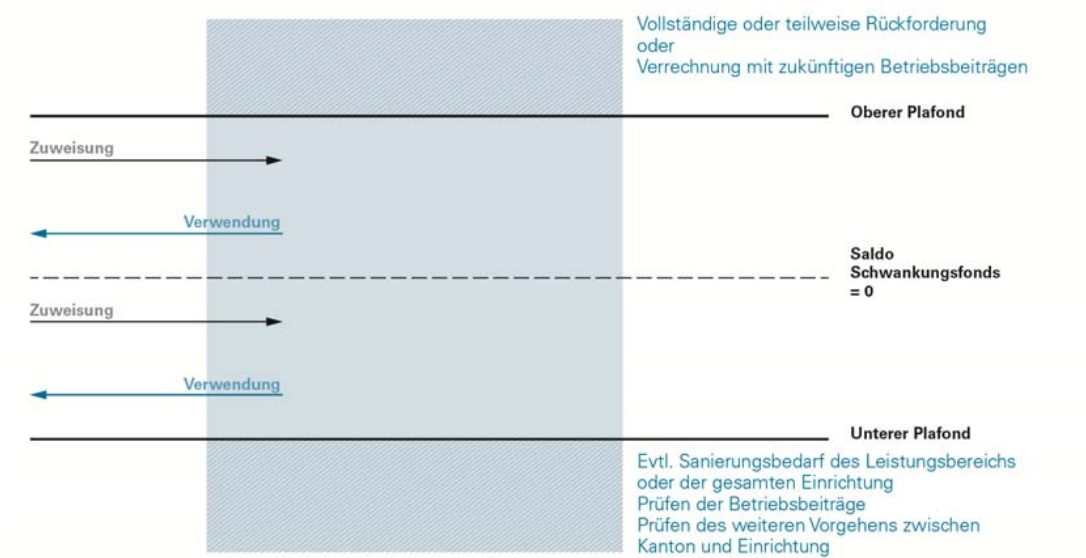 Vollständige oder teilweise Rückforderung
oder
Verrechnung mit zukünftigen Betriebsbeiträgen
Oberer Plafond
Zuweisung
Verwendung
Saldo
Schwankungsfonds
= 0
Zuweisung
Verwendung
Unterer Plafond
Evtl. Sanierungsbedarf des Leistungsbereichs
oder der gesamten Einrichtung
Prüfen der Betriebsbeiträge
Prüfen des weiteren Vorgehens zwischen
Kanton und Einrichtung